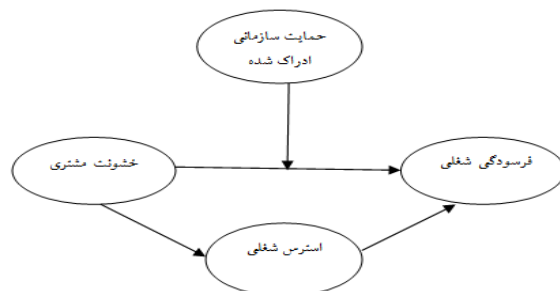 حمایت سازمانی
ادراک شده
خشونت مشتری
فرسودگی شغلی
استرس شغلی